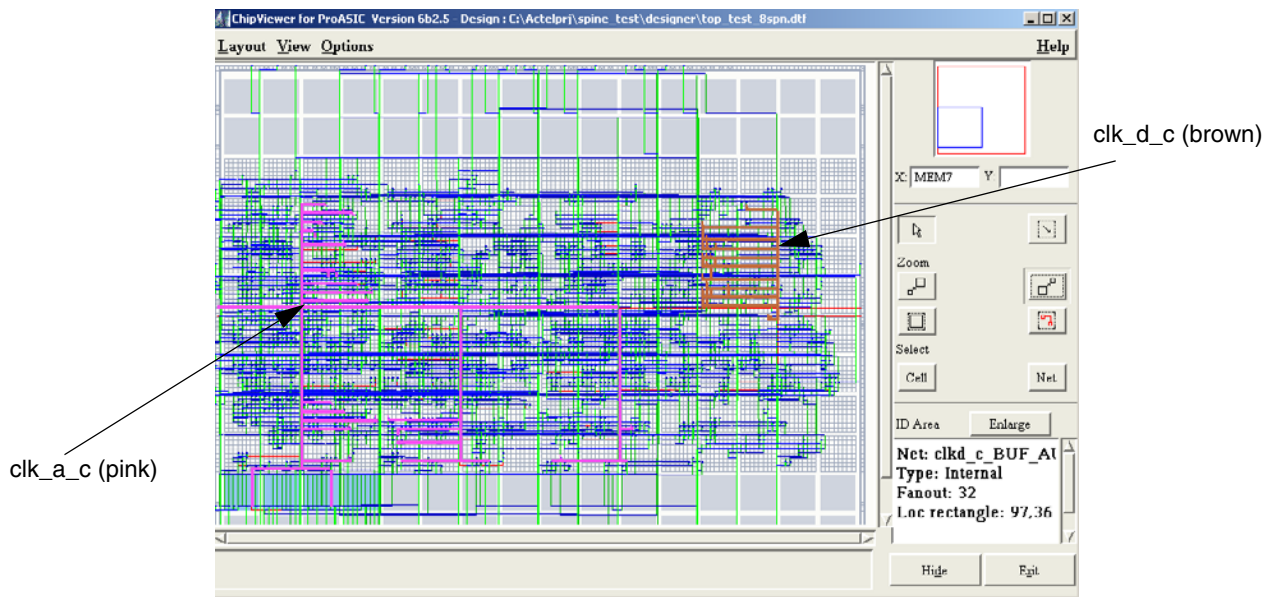 ChipViewer for ProASIC Version 6b2.5 - Design : C:\Actelprj\spine_test\designer\top_test_8spn.dtf
Layout View Options Help
clk_d_c (brown)
X: MEM7 Y:
Zoom
Select
Cell Net
ID Area Enlarge
Net: clkd_c_BUF_AU
Type: Internal
Fanout: 32
Loc rectangle: 97,36
clk_a_c (pink)
Hide Exit